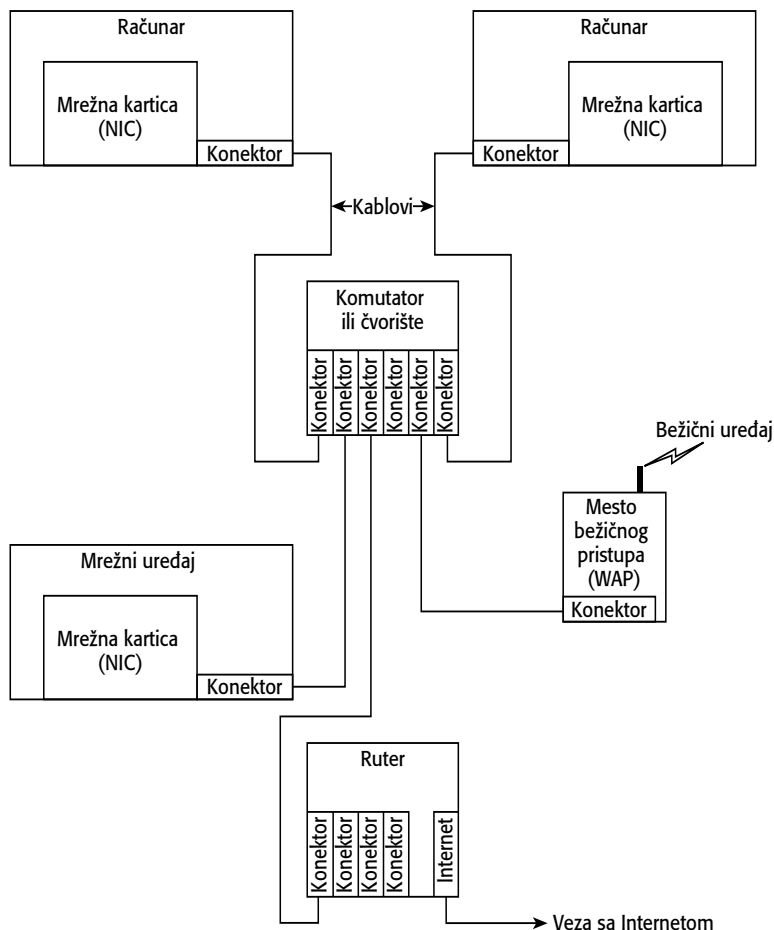 Računar
Mrežna kartica
(NIC)
Konektor
Računar
Konektor
Mrežna kartica
(NIC)
Kablovi
Komutator
ili čvorište
Konektor
Konektor
Konektor
Konektor
Konektor
Konektor
Bežični uređaj
Mesto
bežičnog
pristupa
(WAP)
Konektor
Mrežni uređaj
Mrežna kartica
(NIC)
Konektor
Ruter
Konektor
Konektor
Konektor
Konektor
Internet
Veza sa Internetom